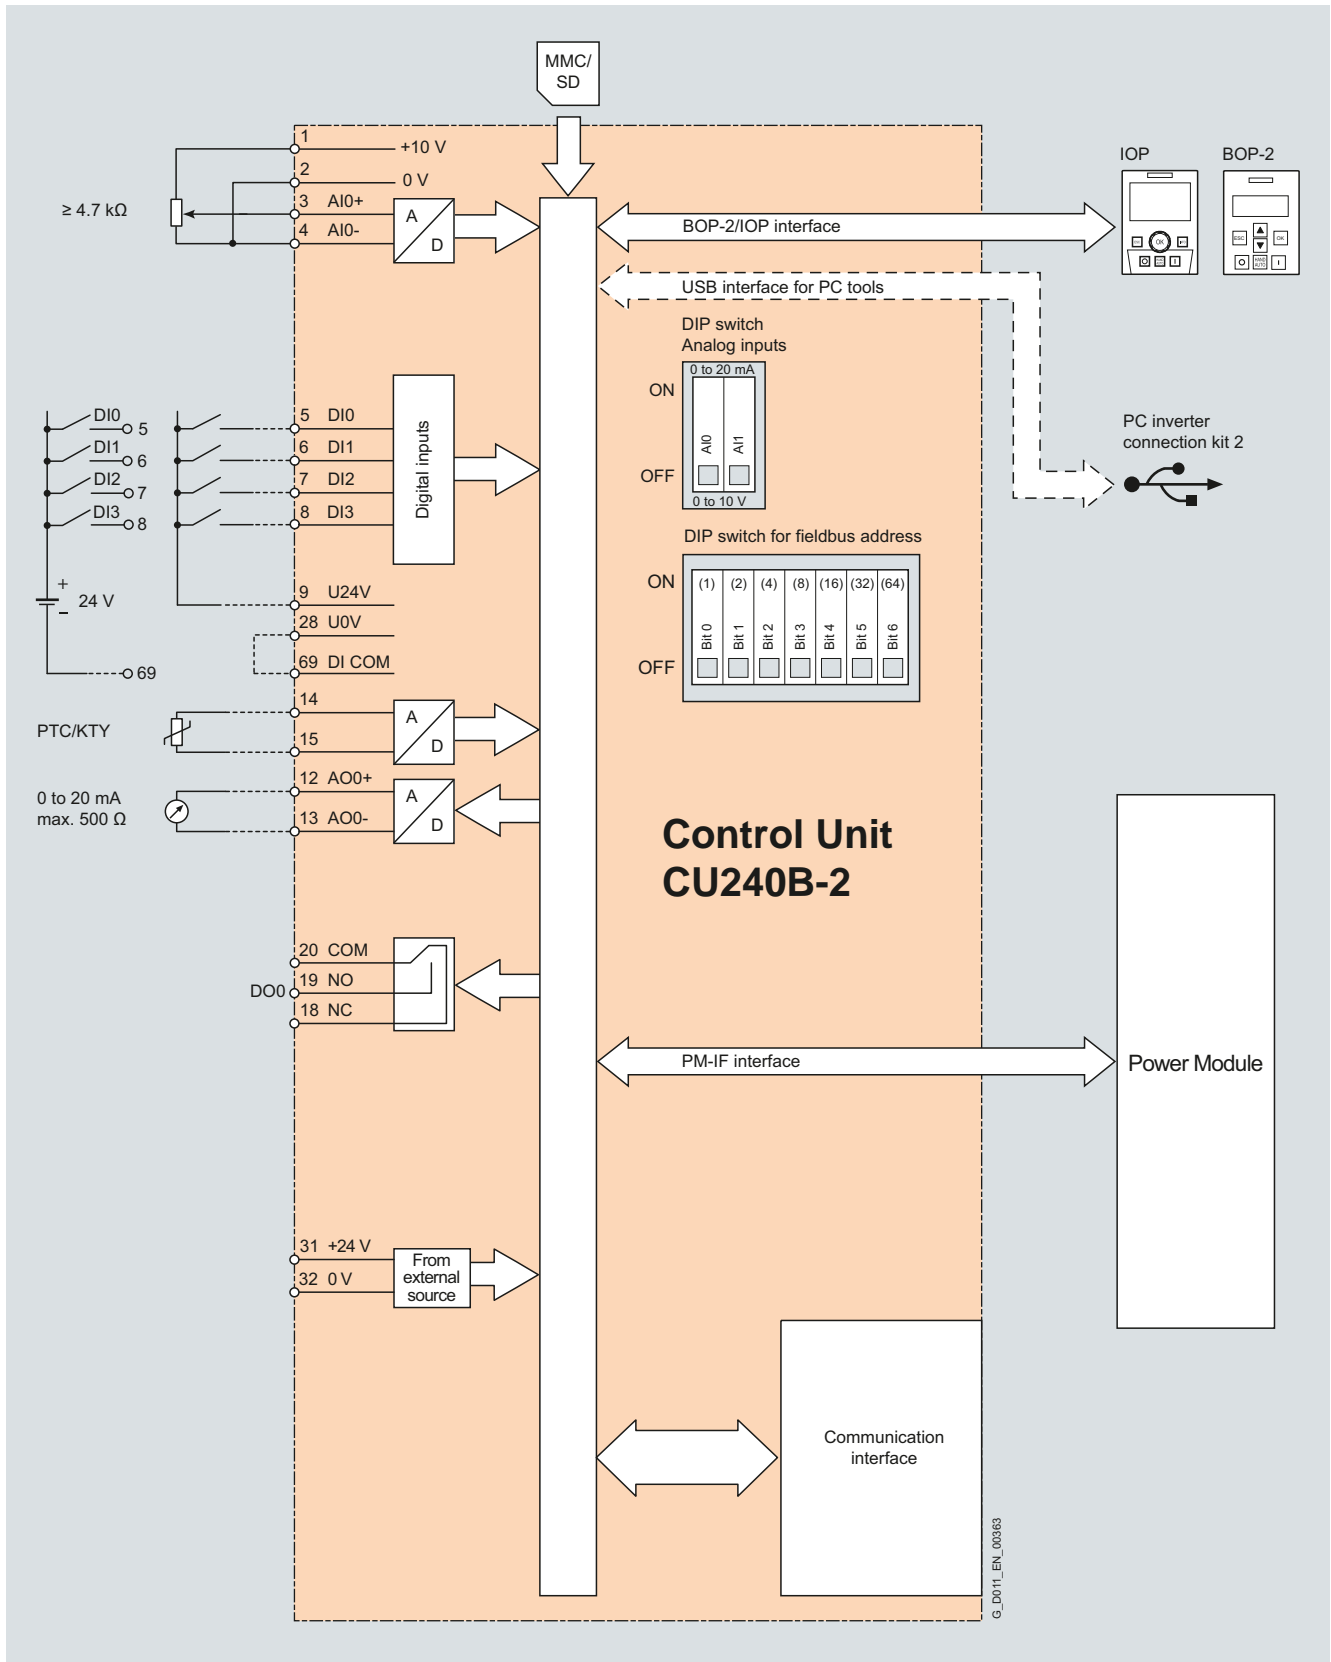 MMC/
SD
1
+10 V
2
0 V
3 AI0+
4 AI0-
≥ 4.7 kΩ
A
D
IOP
BOP-2
OK
ESC
OK
HAND
AUTO
BOP-2/IOP interface
USB interface for PC tools
DIP switch
Analog inputs
0 to 20 mA
ON
OFF
AI0
AI1
0 to 10 V
PC inverter
connection kit 2
DI0
5
DI1
6
DI2
7
DI3
8
5 DI0
6 DI1
7 DI2
8 DI3
Digital inputs
DIP switch for fieldbus address
ON
(1) (2) (4) (8) (16) (32) (64)
Bit 0 Bit 1 Bit 2 Bit 3 Bit 4 Bit 5 Bit 6
OFF
+
24 V
–
69
9 U24V
28 U0V
69 DI COM
14
15
PTC/KTY
A
D
12 AO0+
13 AO0-
0 to 20 mA
max. 500 Ω
A
D
Control Unit
CU240B-2
20 COM
19 NO
18 NC
DO0
PM-IF interface
Power Module
31 +24 V
32 0 V
From
external
source
Communication
interface
G_D011_EN_00363